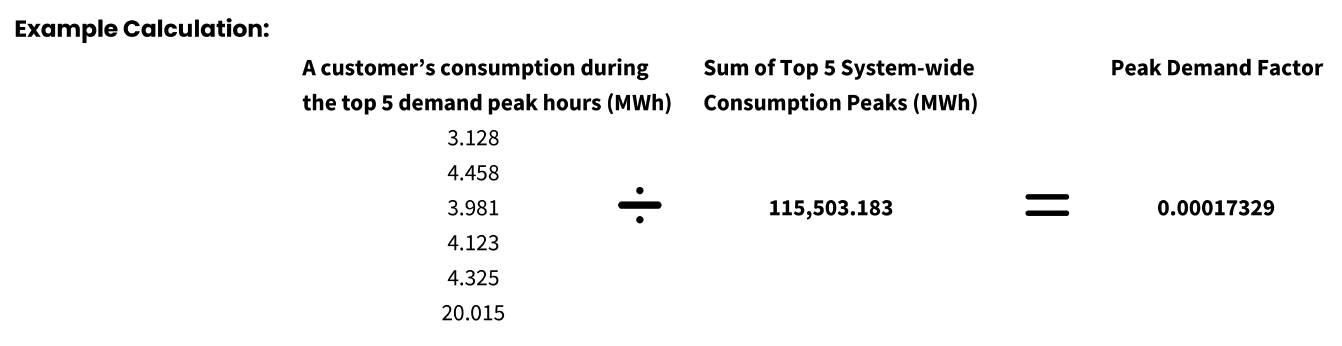 Example Calculation:
A customer’s consumption during Sum of Top 5 System-wide Peak Demand Factor
the top 5 demand peak hours (MWh) Consumption Peaks (MWh)
3.128
4.458
3.981 ÷ 115,503.183 = 0.00017329
4.123
4.325
20.015